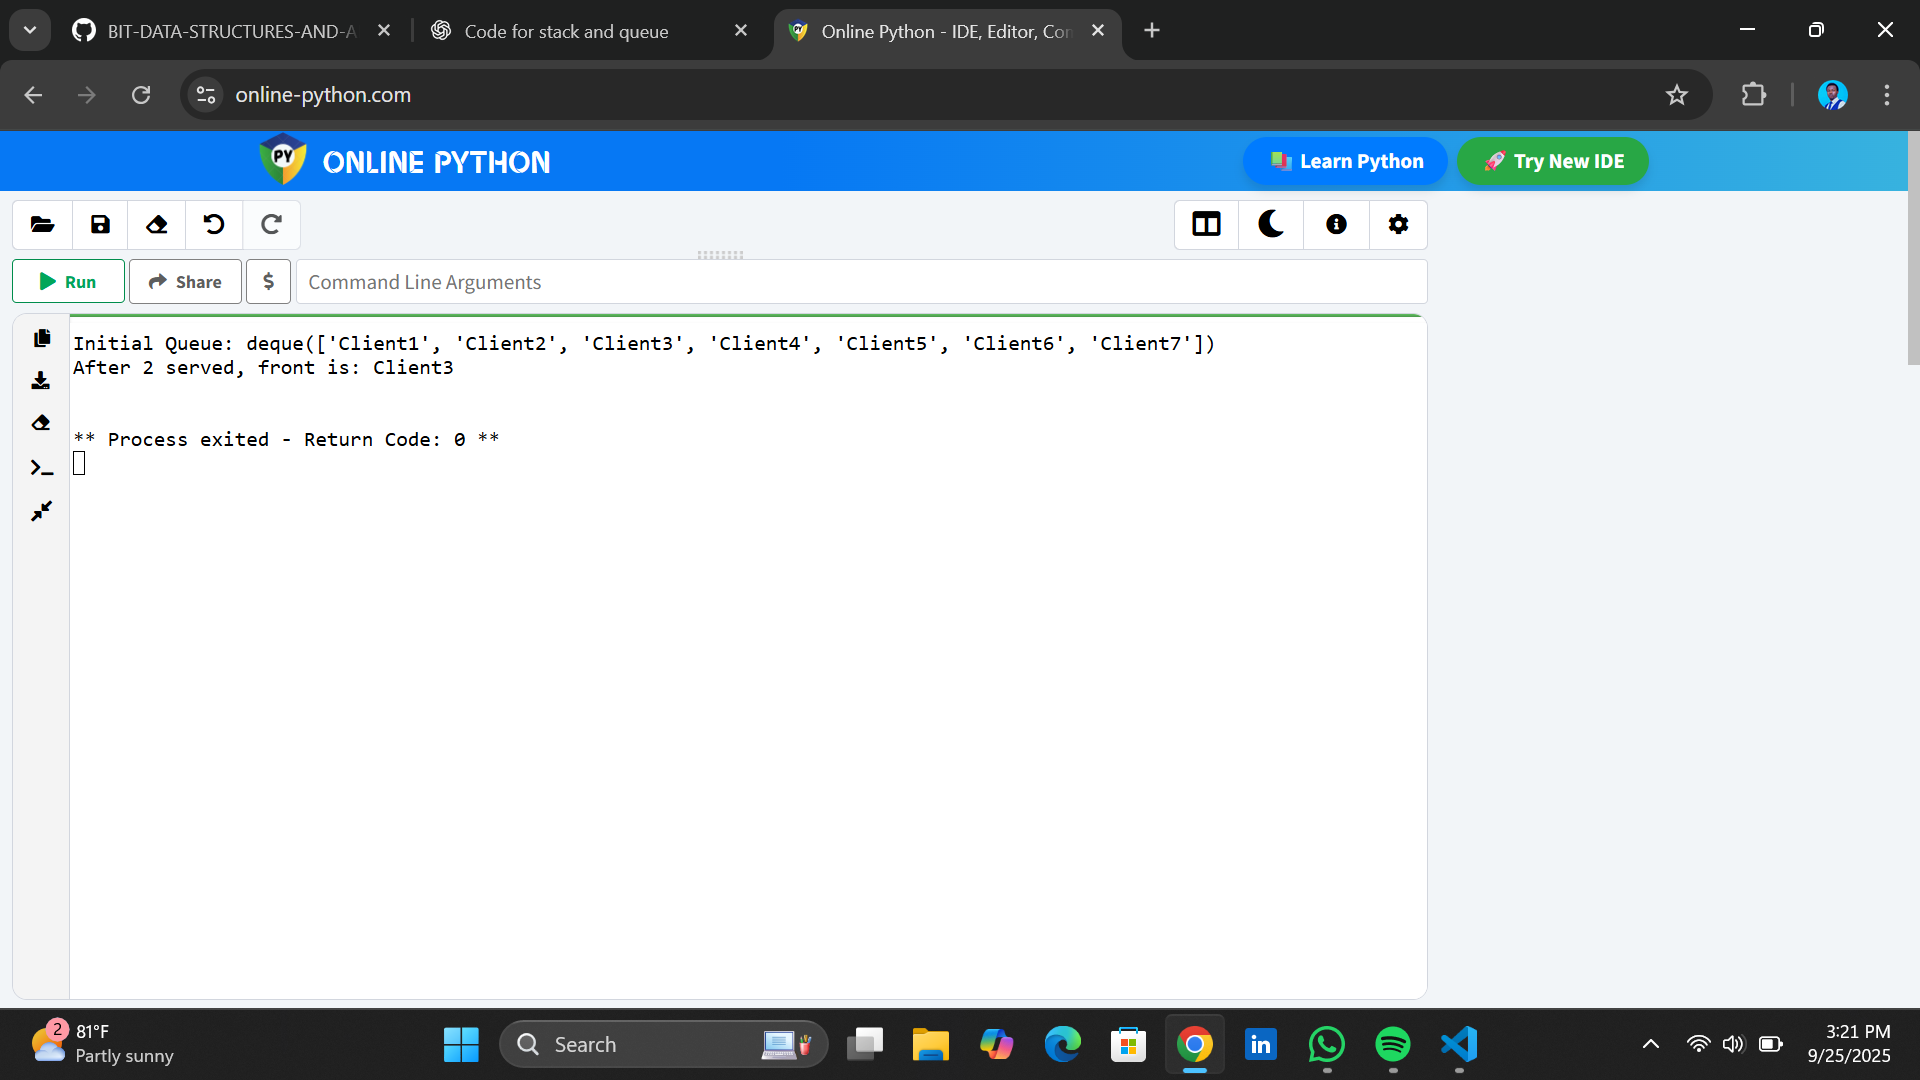 BIT-DATA-STRUCTURES-AND-A
Code for stack and queue
Online Python - IDE, Editor, Con
online-python.com
PY
ONLINE PYTHON
Learn Python
Try New IDE
Run
Share
$
Command Line Arguments
Initial Queue: deque(['Client1', 'Client2', 'Client3', 'Client4', 'Client5', 'Client6', 'Client7'])
After 2 served, front is: Client3
** Process exited - Return Code: 0 **
2
81°F
Partly sunny
Search
in
3:21 PM
9/25/2025